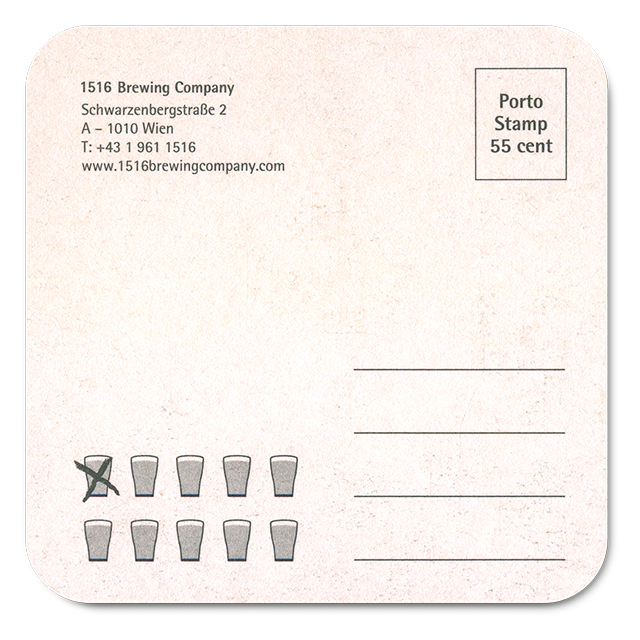 1516 Brewing Company
Schwarzenbergstraße 2
A – 1010 Wien
T: +43 1 961 1516
www.1516brewingcompany.com
Porto
Stamp
55 cent